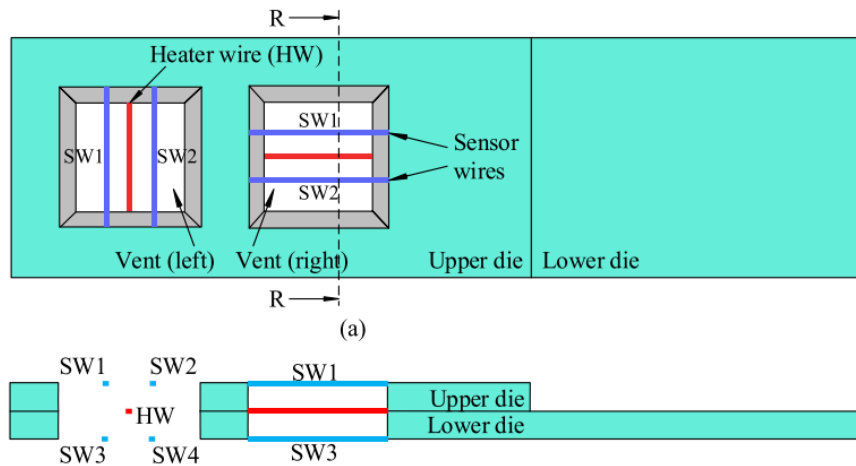 R
Heater wire (HW)
SW1
SW1
SW2
Sensor
wires
SW2
Vent (left)
Vent (right)
Upper die
Lower die
R
(a)
SW1
SW2
SW1
HW
Upper die
Lower die
SW3
SW4
SW3